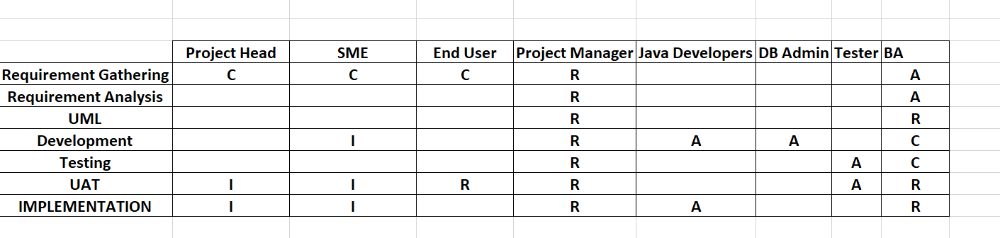 Project Head SME End User Project Manager Java Developers DB Admin Tester BA
Requirement Gathering C C C R A
Requirement Analysis R A
UML R R
Development I R A A C
Testing R A C
UAT I I R R A R
IMPLEMENTATION I I R A R